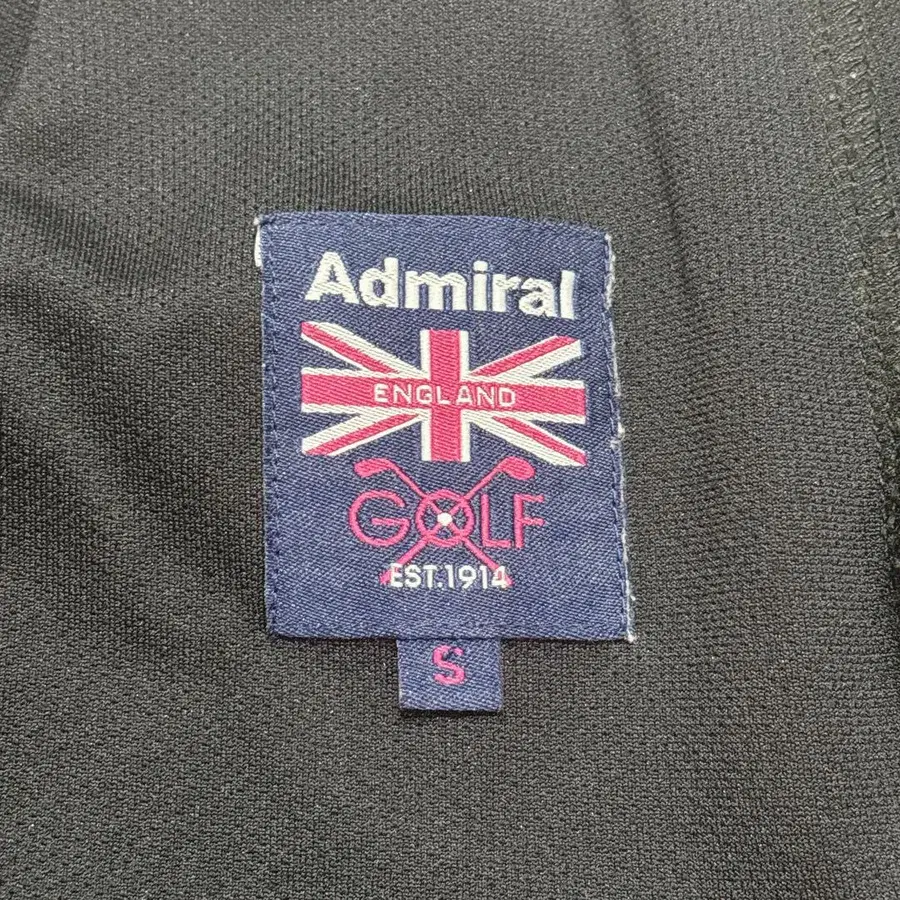 Admiral
ENGLAND
GOLF
EST.1914
S